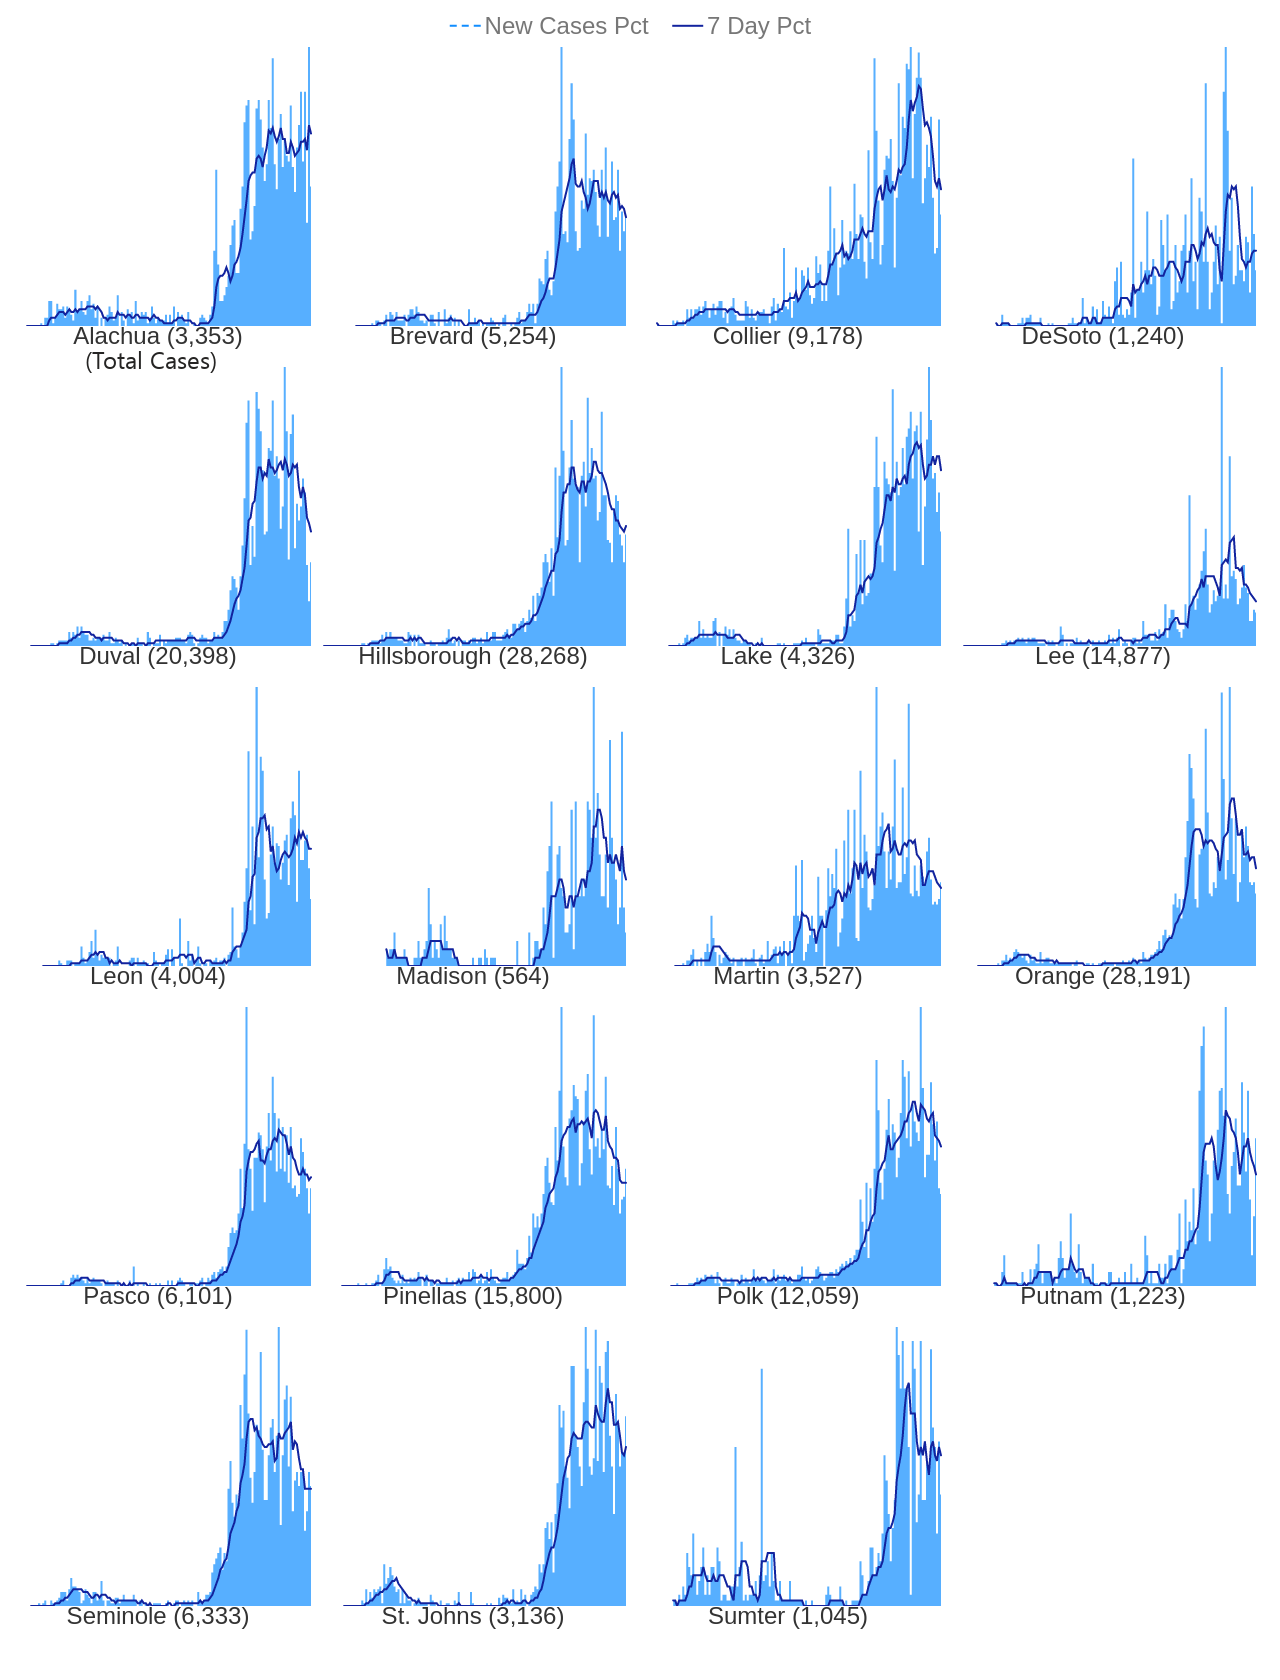 New Cases Pct 7 Day Pct
Alachua (3,353) Brevard (5,254) Collier (9,178) DeSoto (1,240)
(Total Cases)
Duval (20,398) Hillsborough (28,268) Lake (4,326) Lee (14,877)
Leon (4,004) Madison (564) Martin (3,527) Orange (28,191)
Pasco (6,101) Pinellas (15,800) Polk (12,059) Putnam (1,223)
Seminole (6,333) St. Johns (3,136) Sumter (1,045)